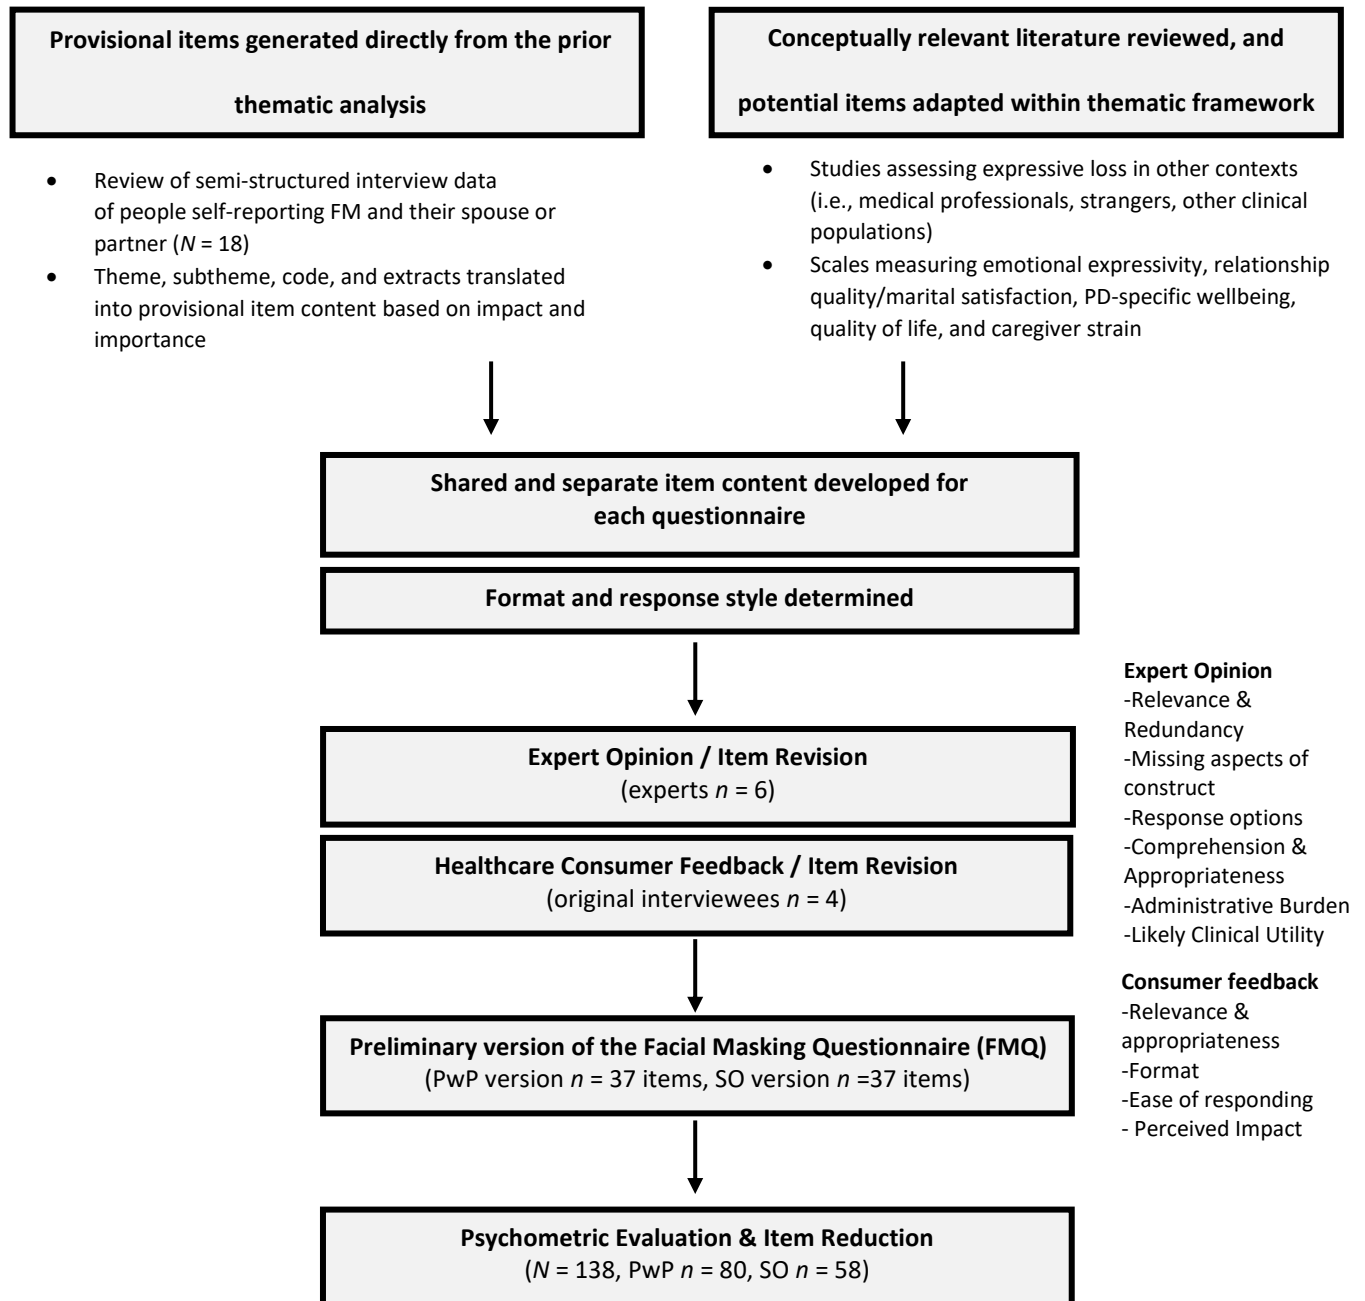 Provisional items generated directly from the prior
thematic analysis
Conceptually relevant literature reviewed, and
potential items adapted within thematic framework
• Review of semi-structured interview data
of people self-reporting FM and their spouse or
partner (N = 18)
• Theme, subtheme, code, and extracts translated
into provisional item content based on impact and
importance
• Studies assessing expressive loss in other contexts
(i.e., medical professionals, strangers, other clinical
populations)
• Scales measuring emotional expressivity, relationship
quality/marital satisfaction, PD-specific wellbeing,
quality of life, and caregiver strain
Shared and separate item content developed for
each questionnaire
Format and response style determined
Expert Opinion / Item Revision
(experts n = 6)
Healthcare Consumer Feedback / Item Revision
(original interviewees n = 4)
Expert Opinion
-Relevance &
Redundancy
-Missing aspects of
construct
-Response options
-Comprehension &
Appropriateness
-Administrative Burden
-Likely Clinical Utility
Consumer feedback
-Relevance &
appropriateness
-Format
-Ease of responding
- Perceived Impact
Preliminary version of the Facial Masking Questionnaire (FMQ)
(PwP version n = 37 items, SO version n =37 items)
Psychometric Evaluation & Item Reduction
(N = 138, PwP n = 80, SO n = 58)